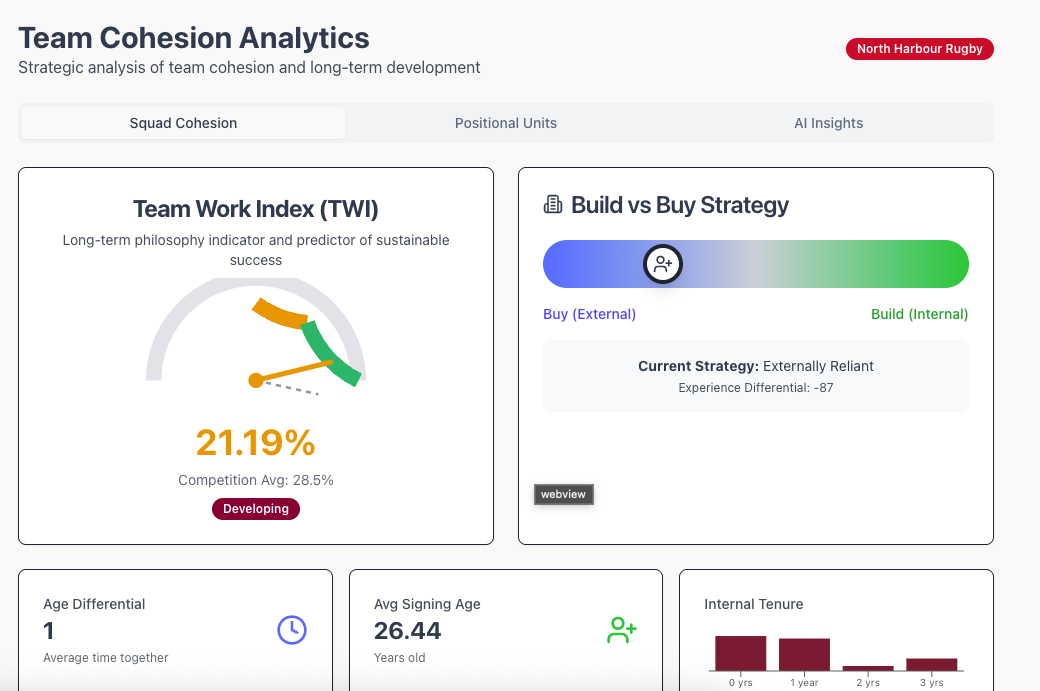 Team Cohesion Analytics
Strategic analysis of team cohesion and long-term development
North Harbour Rugby
Squad Cohesion
Positional Units
AI Insights
Team Work Index (TWI)
Long-term philosophy indicator and predictor of sustainable
success
21.19%
Competition Avg: 28.5%
Developing
Build vs Buy Strategy
Buy (External)
Build (Internal)
Current Strategy: Externally Reliant
Experience Differential: -87
webview
Age Differential
1
Average time together
Avg Signing Age
26.44
Years old
Internal Tenure
0 yrs
1 year
2 yrs
3 yrs